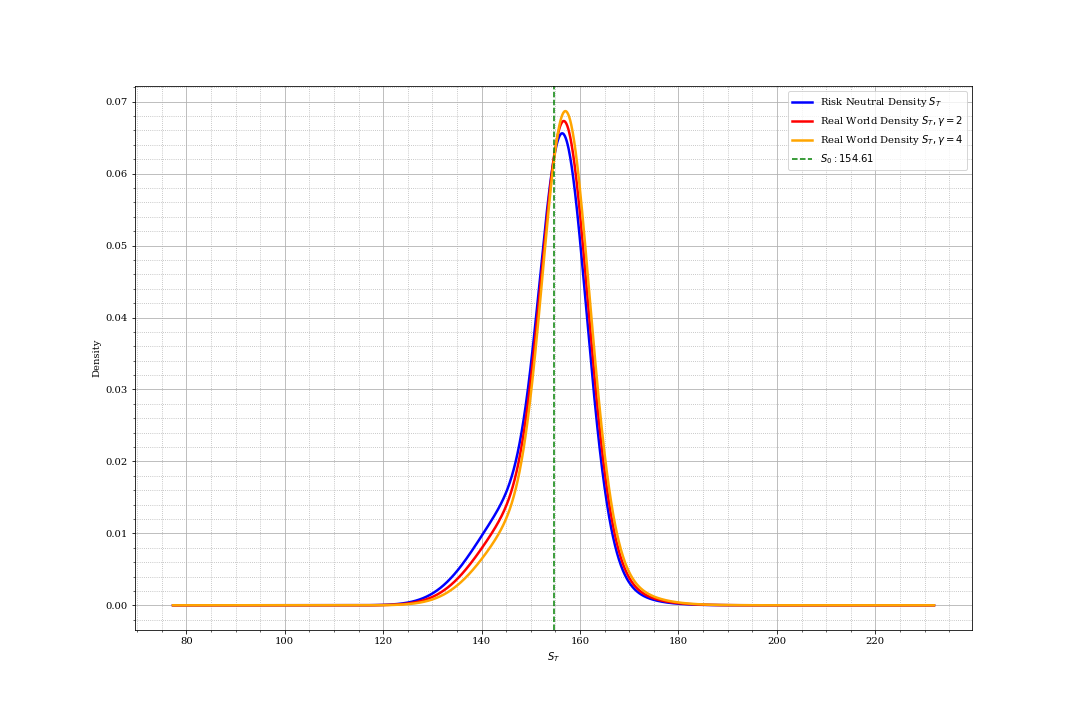 Risk Neutral Density S_T
Real World Density S_T, γ = 2
Real World Density S_T, γ = 4
S_0 : 154.61
0.07
0.06
0.05
0.04
0.03
0.02
0.01
0.00
Density
80 100 120 140 160 180 200 220
S_T